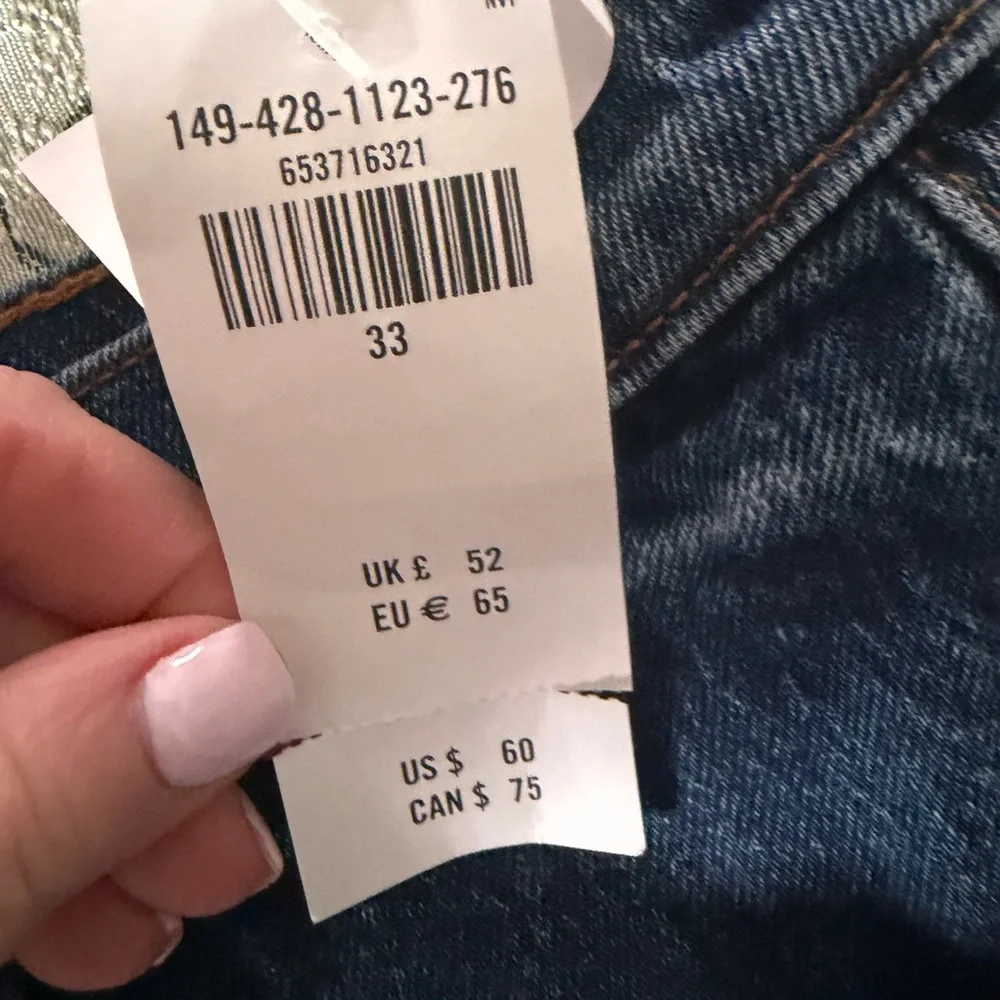 149-428-1123-276
653716321
33
UK £ 52
EU € 65
US $ 60
CAN $ 75